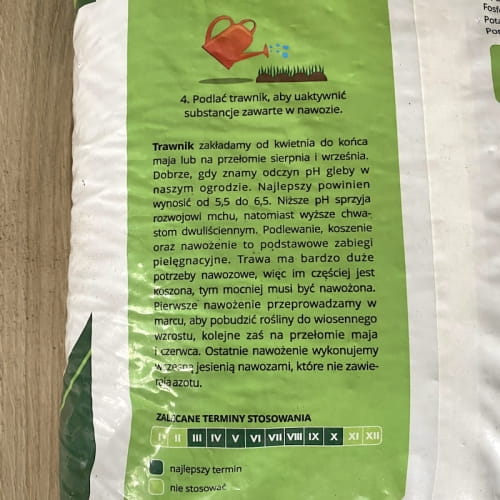 Fosf
Pota
Pon
4. Podlać trawnik, aby uaktywnić
substancje zawarte w nawozie.
Trawnik zakładamy od kwietnia do końca
maja lub na przełomie sierpnia i września.
Dobrze, gdy znamy odczyn pH gleby w
naszym ogrodzie. Najlepszy powinien
wynosić od 5,5 do 6,5. Niższe pH sprzyja
rozwojowi mchu, natomiast wyższe chwa-
stom dwuliściennym. Podlewanie, koszenie
oraz nawożenie to podstawowe zabiegi
pielęgnacyjne. Trawa ma bardzo duże
potrzeby nawozowe, więc im częściej jest
koszona, tym mocniej musi być nawożona.
Pierwsze nawożenie przeprowadzamy w
marcu, aby pobudzić rośliny do wiosennego
wzrostu, kolejne zaś na przełomie maja
i czerwca. Ostatnie nawożenie wykonujemy
wczesną jesienią nawozami, które nie zawie-
rają azotu.
ZALECANE TERMINY STOSOWANIA
I II III IV V VI VII VIII IX X XI XII
najlepszy termin
nie stosować